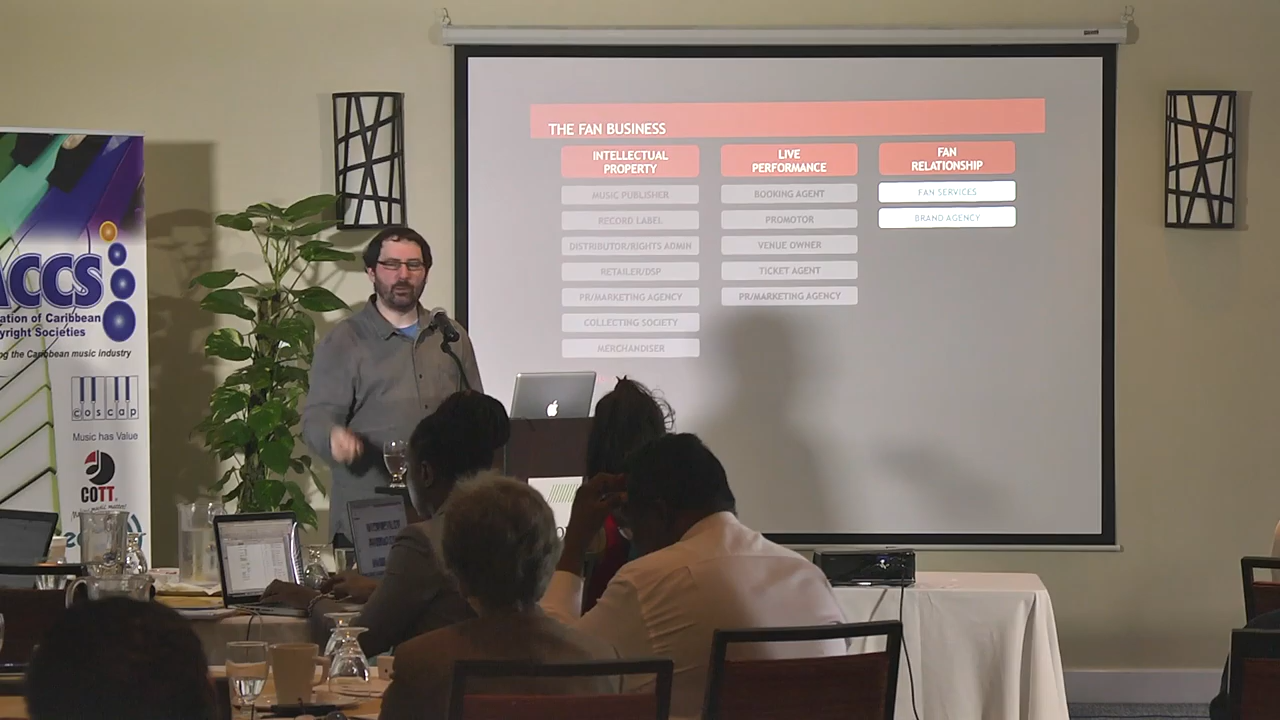 THE FAN BUSINESS
INTELLECTUAL
PROPERTY
MUSIC PUBLISHER
RECORD LABEL
DISTRIBUTOR/RIGHTS ADMIN
RETAILER/DSP
PR/MARKETING AGENCY
COLLECTING SOCIETY
MERCHANDISER
LIVE
PERFORMANCE
BOOKING AGENT
PROMOTOR
VENUE OWNER
TICKET AGENT
PR/MARKETING AGENCY
FAN
RELATIONSHIP
FAN SERVICES
BRAND AGENCY
ACCS
ation of Caribbean
yright Societies
ng the Caribbean music industry
coscap
Music has Value
COTT